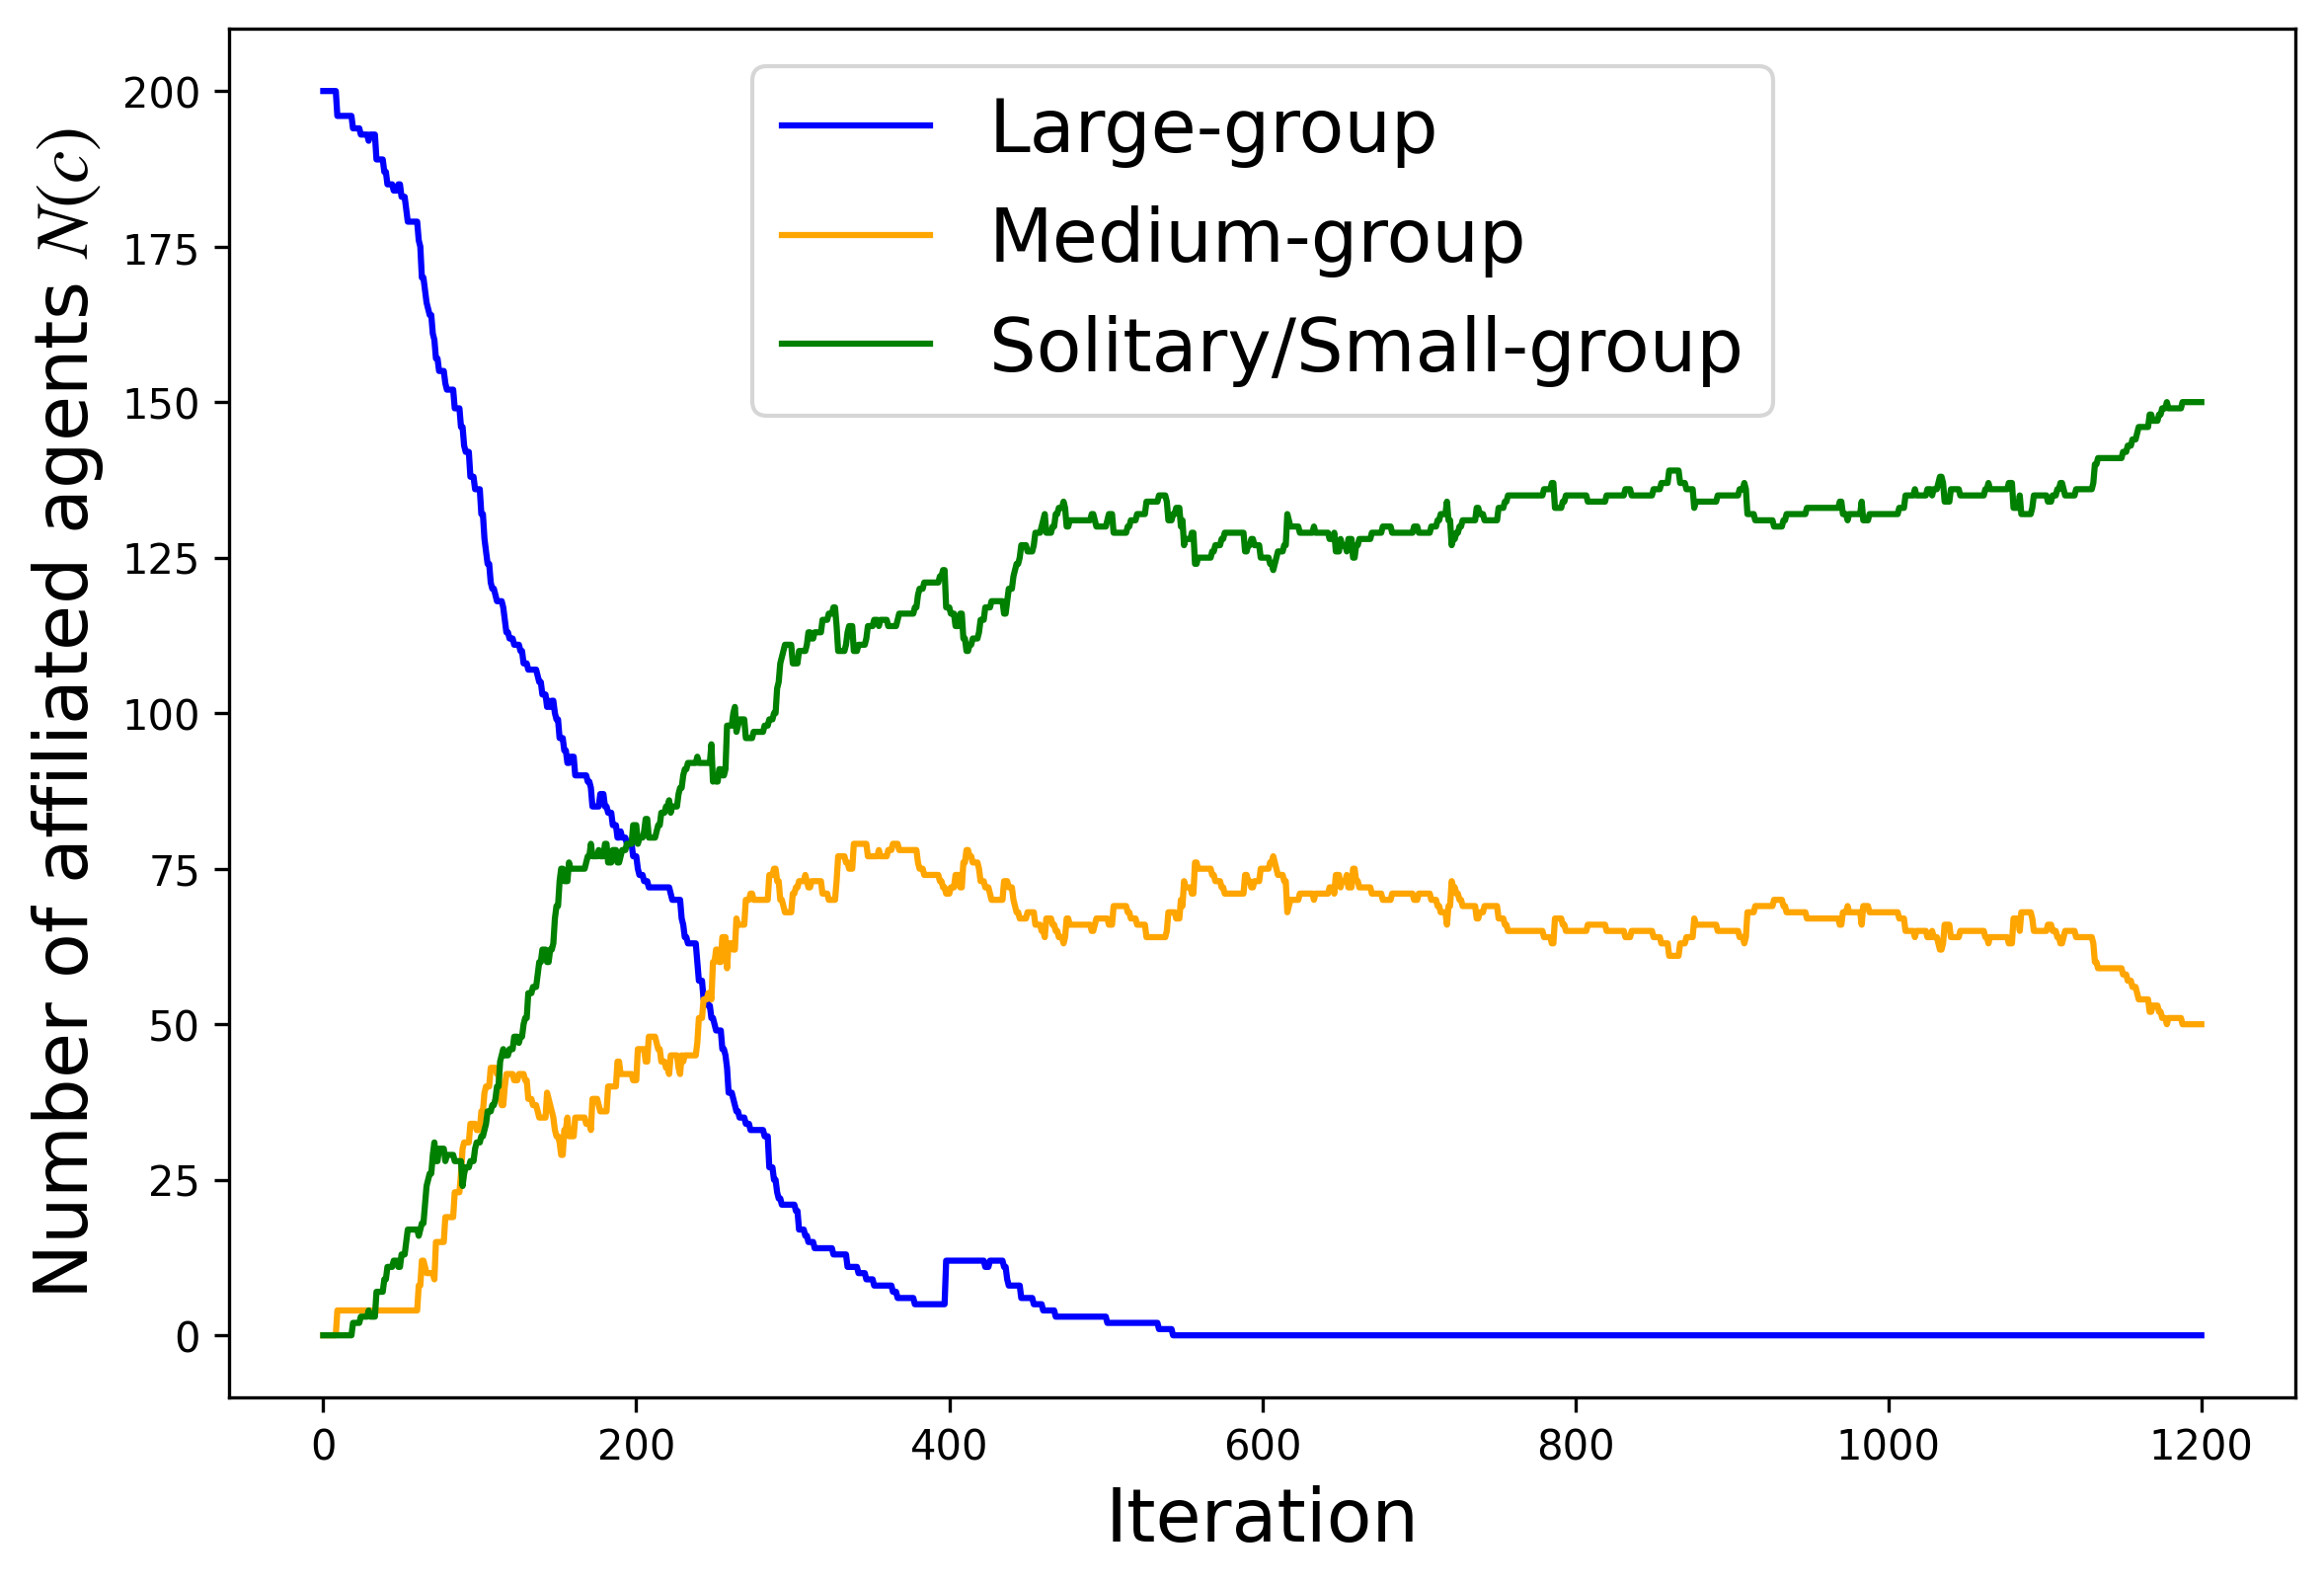 Number of affiliated agents N(c)
200
175
150
125
100
75
50
25
0
Large-group
Medium-group
Solitary/Small-group
0 200 400 600 800 1000 1200
Iteration